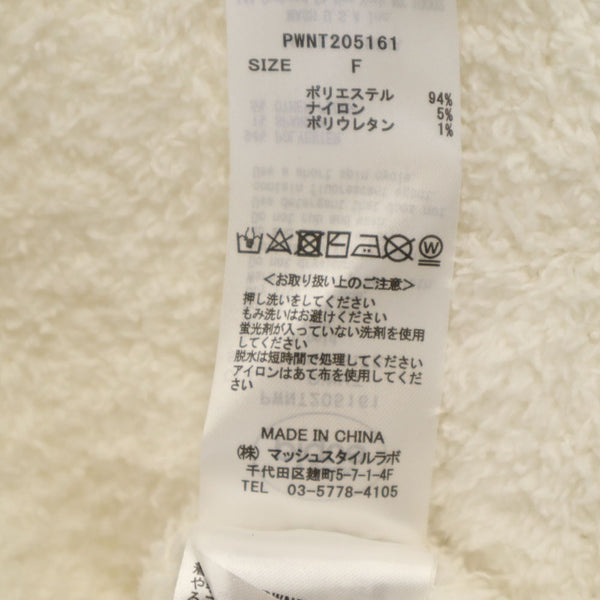 PWNT205161
SIZE F
ポリエステル 94%
ナイロン 5%
ポリウレタン 1%
<お取り扱い上のご注意>
押し洗いをしてください
もみ洗いはお避けください
蛍光剤が入っていない洗剤を使用
してください
脱水は短時間で処理してください
アイロンはあて布を使用してくだ
さい
MADE IN CHINA
(株) マッシュスタイルラボ
千代田区麹町5-7-1-4F
TEL 03-5778-4105